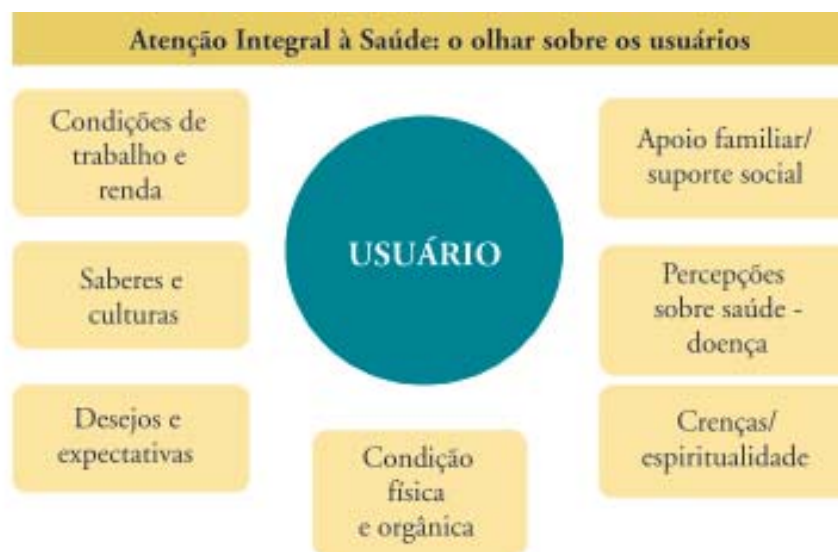 Atenção Integral à Saúde: o olhar sobre os usuários
Condições de
trabalho e
renda
Saberes e
culturas
Desejos e
expectativas
USUÁRIO
Condição
física
e orgânica
Apoio familiar/
suporte social
Percepções
sobre saúde -
doença
Crenças/
espiritualidade